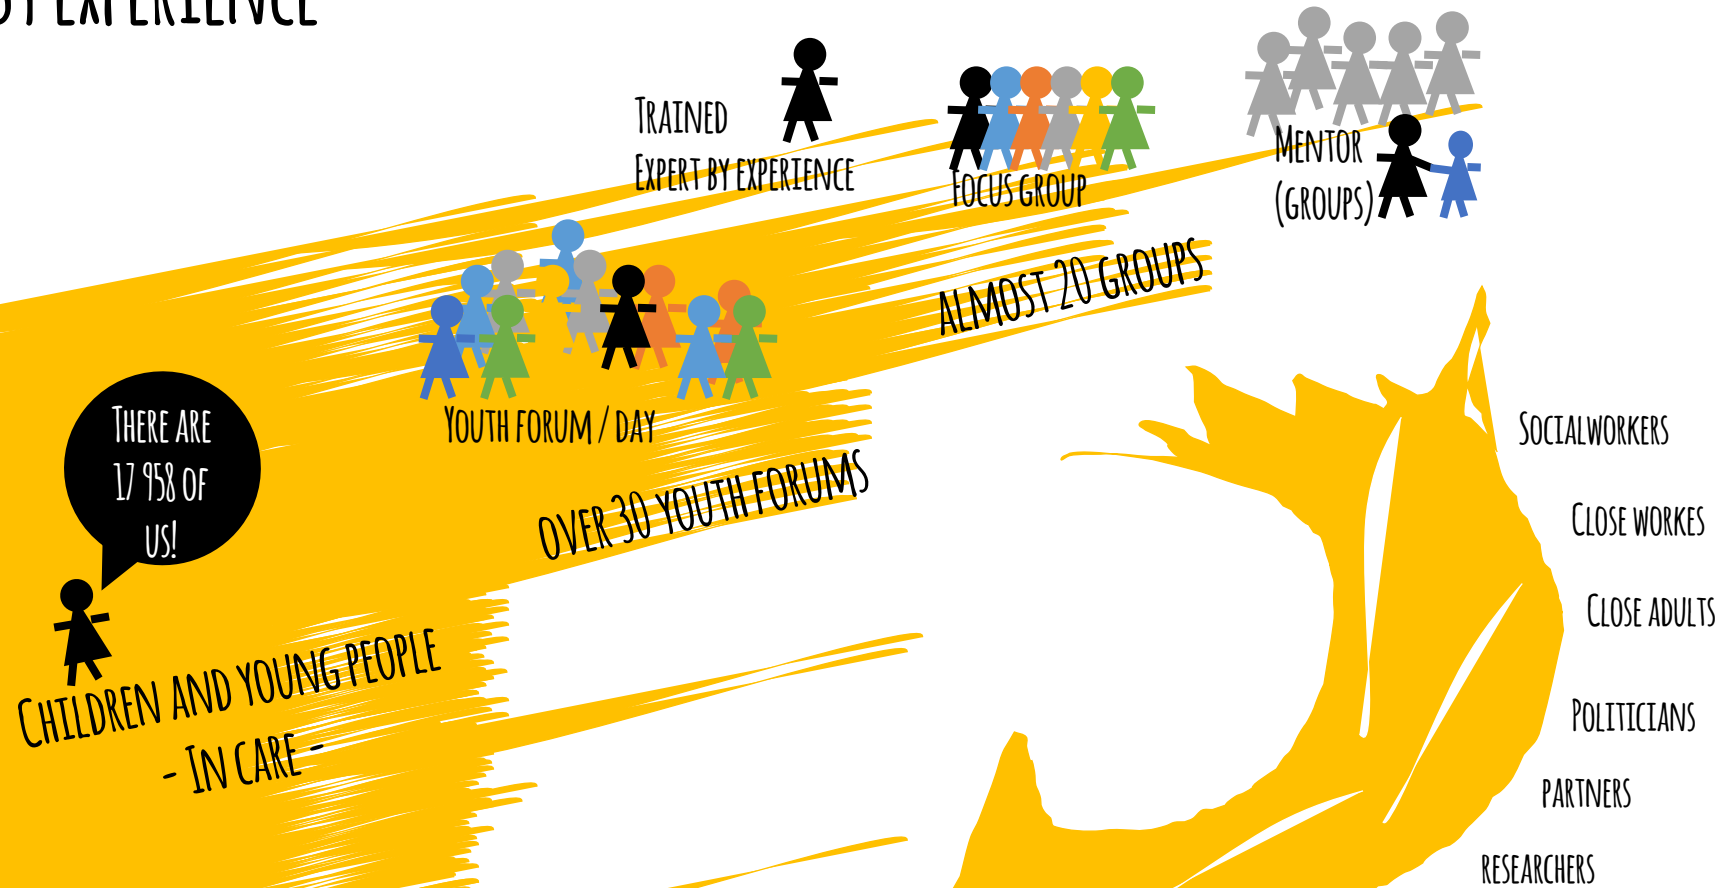 EXPERIENCE
TRAINED
EXPERT BY EXPERIENCE
FOCUS GROUP
MENTOR
(GROUPS)
ALMOST 20 GROUPS
YOUTH FORUM / DAY
OVER 30 YOUTH FORUMS
THERE ARE
17 958 OF
US!
CHILDREN AND YOUNG PEOPLE
- IN CARE -
SOCIALWORKERS
CLOSE WORKES
CLOSE ADULTS
POLITICIANS
PARTNERS
RESEARCHERS